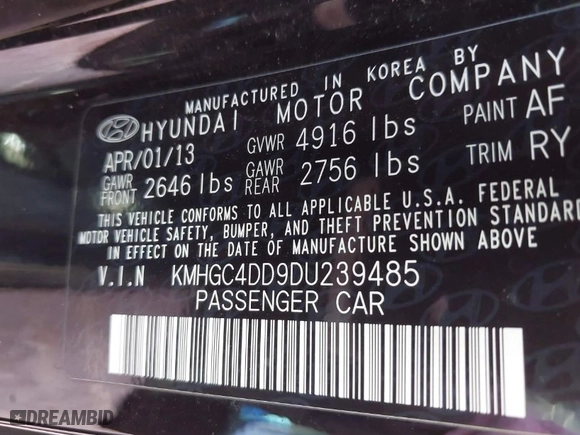 MANUFACTURED IN KOREA BY
HYUNDAI MOTOR COMPANY
APR/01/13 GVWR 4916 lbs PAINT AF
GAWR FRONT 2646 lbs GAWR REAR 2756 lbs TRIM RY
THIS VEHICLE CONFORMS TO ALL APPLICABLE U.S.A. FEDERAL
MOTOR VEHICLE SAFETY, BUMPER, AND THEFT PREVENTION STANDARD
IN EFFECT ON THE DATE OF MANUFACTURE SHOWN ABOVE
V.I.N KMHGC4DD9DU239485
PASSENGER CAR
DREAMBID